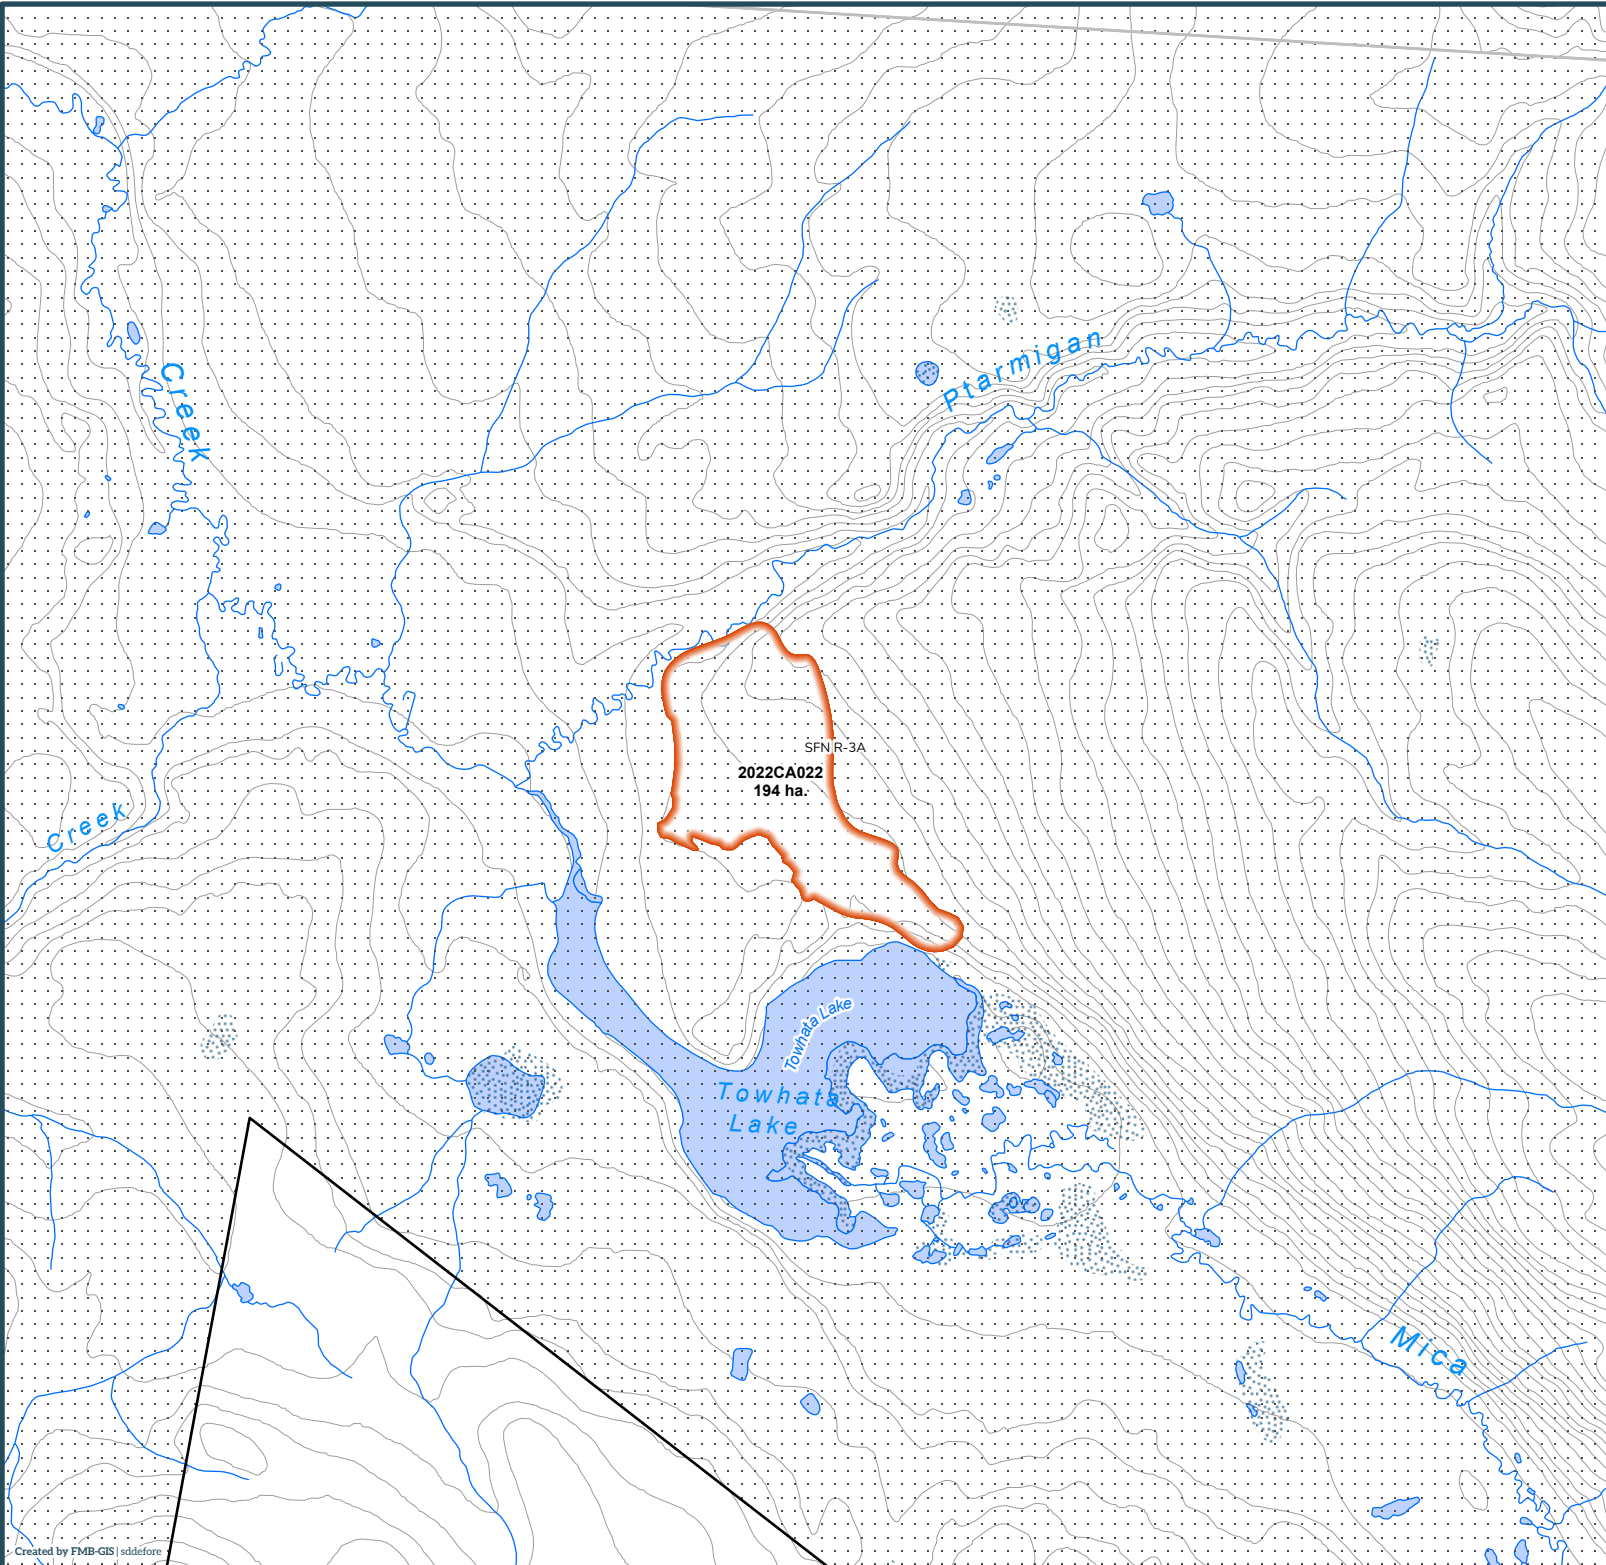 Ptarmigan
Creek
SFN R-3A
2022CA022
194 ha.
Creek
Towhata Lake
Towhata
Lake
Mica
Created by FMB-GIS | sddefore